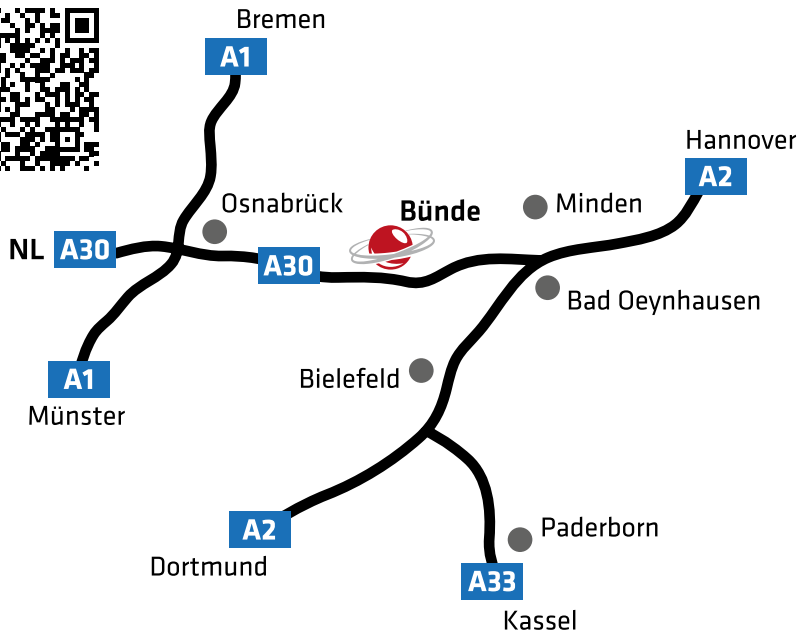 Bremen
A1
Hannover
A2
Osnabrück
Bünde
Minden
NL A30
A30
Bad Oeynhausen
Bielefeld
A1
Münster
A2
Dortmund
Paderborn
A33
Kassel